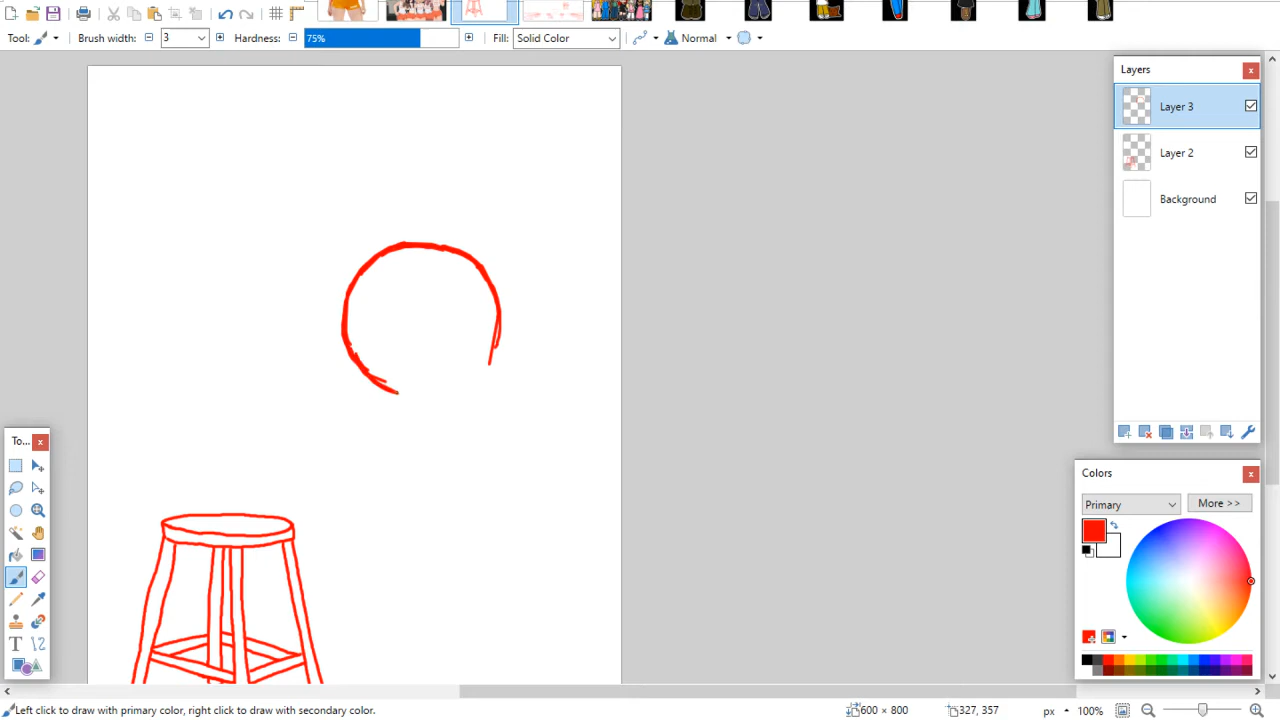 Tool:
Brush width:
3
Hardness:
75%
Fill:
Solid Color
Normal
Layers
Layer 3
Layer 2
Background
To...
Colors
Primary
More >>
Left click to draw with primary color, right click to draw with secondary color.
600 × 800
327, 357
px
100%